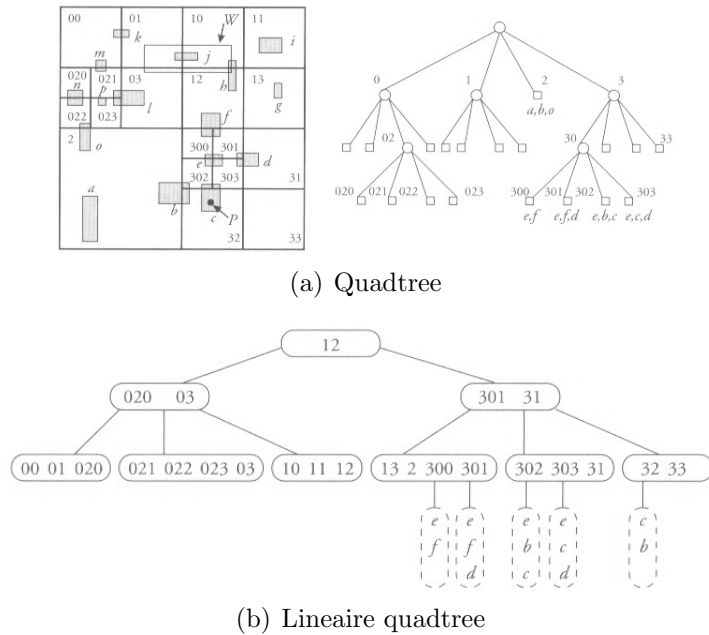 00 01 10 11
W
k
j
i
m
020 021 03 12 13
n p l h g
022 023
f
2 o
300 301
e d
302 303 31
a b
c P
32 33
0 1 2 3
a,b,o
02 30 33
020 021 022 023 300 301 302 303
e,f e,f,d e,b,c e,c,d
(a) Quadtree
12
020 03 301 31
00 01 020 021 022 023 03 10 11 12 13 2 300 301 302 303 31 32 33
e e e e c
f f b c b
d c d
(b) Lineaire quadtree